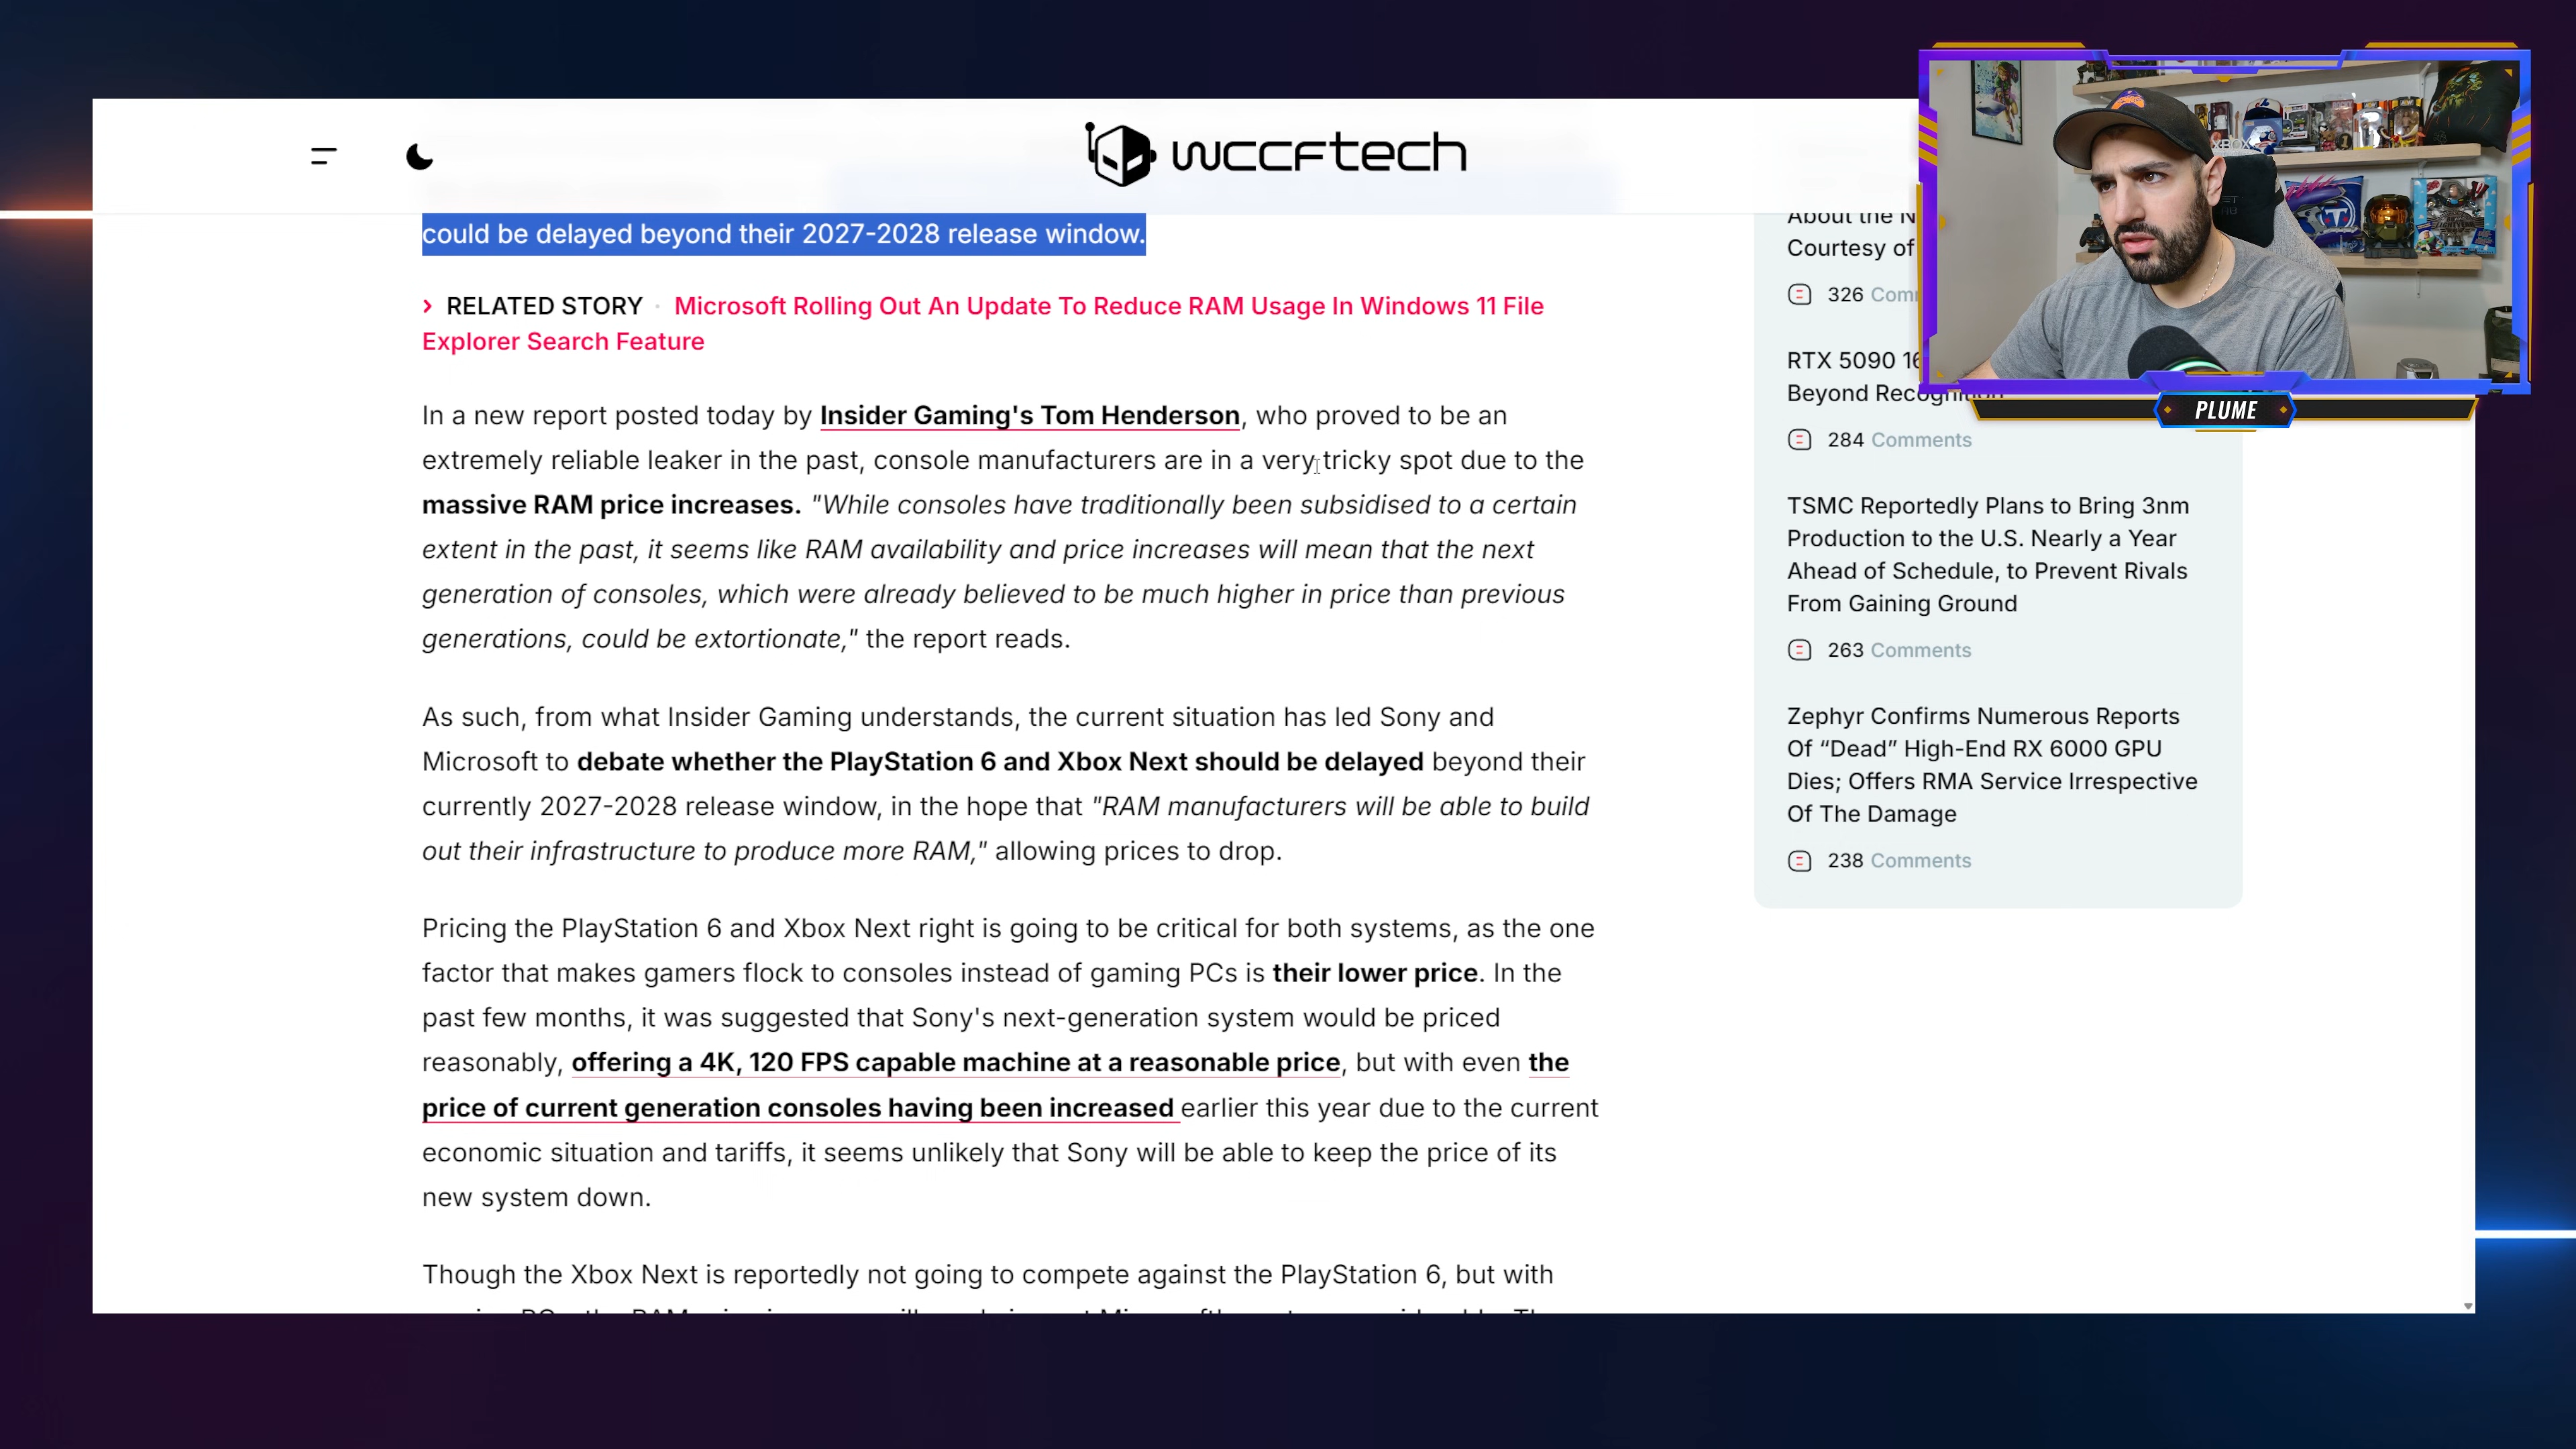 wccftech
could be delayed beyond their 2027-2028 release window.
RELATED STORY · Microsoft Rolling Out An Update To Reduce RAM Usage In Windows 11 File
Explorer Search Feature
In a new report posted today by Insider Gaming's Tom Henderson, who proved to be an
extremely reliable leaker in the past, console manufacturers are in a very tricky spot due to the
massive RAM price increases. "While consoles have traditionally been subsidised to a certain
extent in the past, it seems like RAM availability and price increases will mean that the next
generation of consoles, which were already believed to be much higher in price than previous
generations, could be extortionate," the report reads.
As such, from what Insider Gaming understands, the current situation has led Sony and
Microsoft to debate whether the PlayStation 6 and Xbox Next should be delayed beyond their
currently 2027-2028 release window, in the hope that "RAM manufacturers will be able to build
out their infrastructure to produce more RAM," allowing prices to drop.
Pricing the PlayStation 6 and Xbox Next right is going to be critical for both systems, as the one
factor that makes gamers flock to consoles instead of gaming PCs is their lower price. In the
past few months, it was suggested that Sony's next-generation system would be priced
reasonably, offering a 4K, 120 FPS capable machine at a reasonable price, but with even the
price of current generation consoles having been increased earlier this year due to the current
economic situation and tariffs, it seems unlikely that Sony will be able to keep the price of its
new system down.
Though the Xbox Next is reportedly not going to compete against the PlayStation 6, but with
About the N
Courtesy of
326 Com
RTX 5090 16
Beyond Recognition
284 Comments
TSMC Reportedly Plans to Bring 3nm
Production to the U.S. Nearly a Year
Ahead of Schedule, to Prevent Rivals
From Gaining Ground
263 Comments
Zephyr Confirms Numerous Reports
Of “Dead” High-End RX 6000 GPU
Dies; Offers RMA Service Irrespective
Of The Damage
238 Comments
XBOX
PLUME